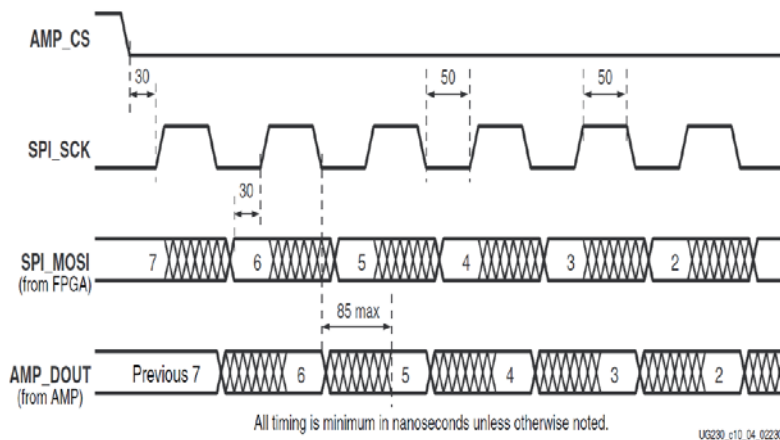 AMP_CS
30
50
50
SPI_SCK
30
SPI_MOSI
(from FPGA)
7 6 5 4 3 2
85 max
AMP_DOUT
(from AMP)
Previous 7 6 5 4 3 2
All timing is minimum in nanoseconds unless otherwise noted.